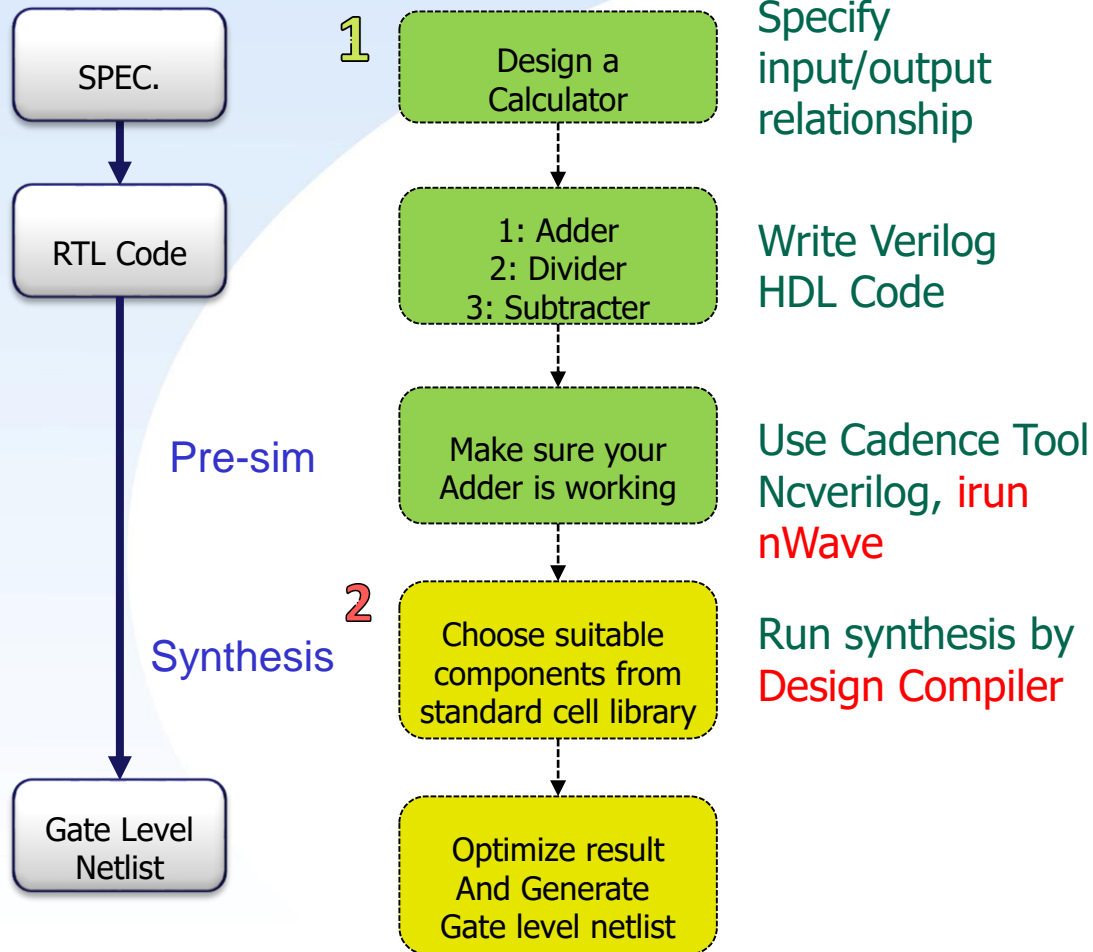 SPEC.
1
Design a
Calculator
Specify
input/output
relationship
RTL Code
1: Adder
2: Divider
3: Subtracter
Write Verilog
HDL Code
Pre-sim
Make sure your
Adder is working
Use Cadence Tool
Ncverilog, irun
nWave
Synthesis
2
Choose suitable
components from
standard cell library
Run synthesis by
Design Compiler
Gate Level
Netlist
Optimize result
And Generate
Gate level netlist